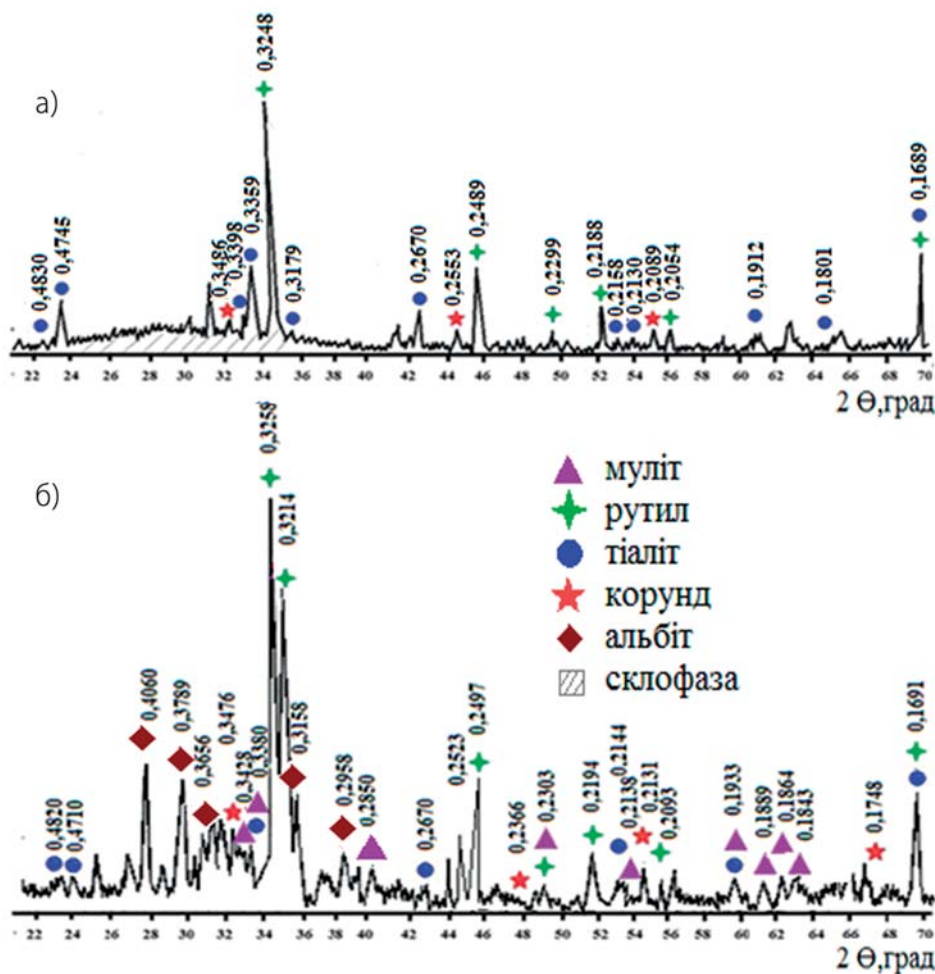 а)
0,4830 0,4745 0,3486 0,3398 0,3359 0,3248 0,3179 0,2670 0,2553 0,2489 0,2299 0,2188 0,2158 0,2130 0,2089 0,2054 0,1912 0,1801 0,1689
22 24 26 28 30 32 34 36 38 40 42 44 46 48 50 52 54 56 58 60 62 64 66 68 70
2 Θ,град
б)
0,4820 0,4710 0,4060 0,3789 0,3656 0,3476 0,3428 0,3380 0,3258 0,3214 0,3158 0,2958 0,2850 0,2670 0,2523 0,2497 0,2366 0,2303 0,2194 0,2144 0,2138 0,2131 0,2093 0,1933 0,1889 0,1864 0,1843 0,1748 0,1691
муліт
рутил
тіаліт
корунд
альбіт
склофаза
22 24 26 28 30 32 34 36 38 40 42 44 46 48 50 52 54 56 58 60 62 64 66 68 70
2 Θ,град